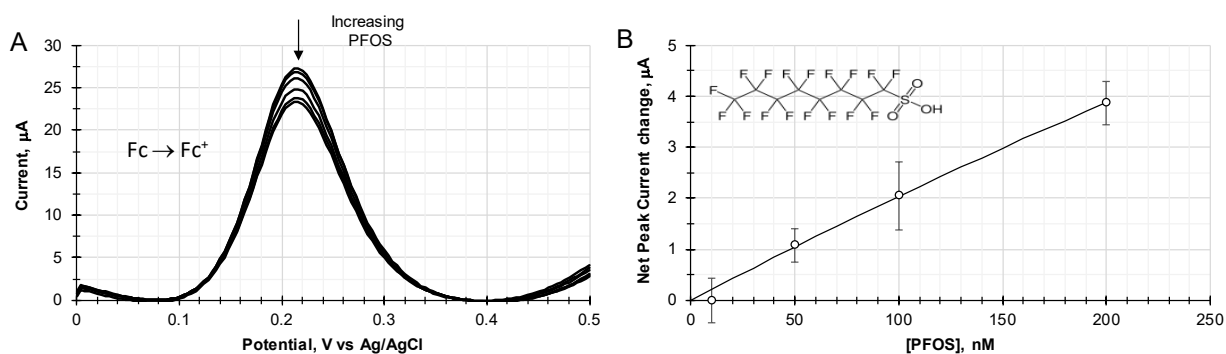 A
Increasing
PFOS
Current, µA
30
25
20
15
10
5
0
Fc → Fc⁺
0
0.1
0.2
0.3
0.4
0.5
Potential, V vs Ag/AgCl
B
Net Peak Current change, µA
5
4
3
2
1
0
F F F F F F F F
F O
F
S OH
F F F F F F F O
0
50
100
150
200
250
[PFOS], nM